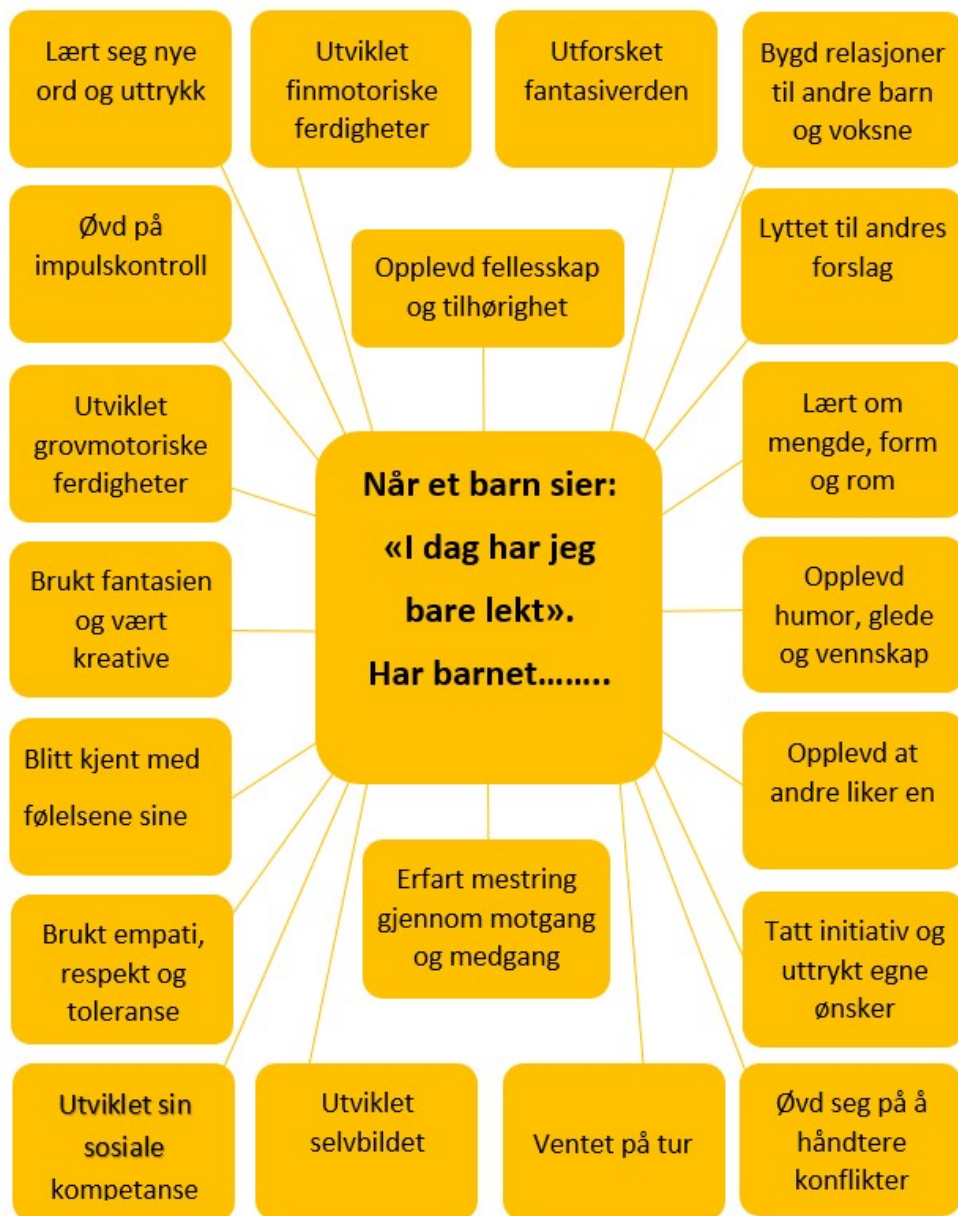 Lært seg nye
ord og uttrykk
Utviklet
finmotoriske
ferdigheter
Utforsket
fantasiverden
Bygd relasjoner
til andre barn
og voksne
Øvd på
impulskontroll
Opplevd fellesskap
og tilhørighet
Lyttet til andres
forslag
Utviklet
grovmotoriske
ferdigheter
Når et barn sier:
«I dag har jeg
bare lekt».
Har barnet……..
Lært om
mengde, form
og rom
Brukt fantasien
og vært
kreative
Opplevd
humor, glede
og vennskap
Blitt kjent med
følelsene sine
Opplevd at
andre liker en
Erfart mestring
gjennom motgang
og medgang
Brukt empati,
respekt og
toleranse
Tatt initiativ og
uttrykt egne
ønsker
Utviklet sin
sosiale
kompetanse
Utviklet
selvbildet
Ventet på tur
Øvd seg på å
håndtere
konflikter